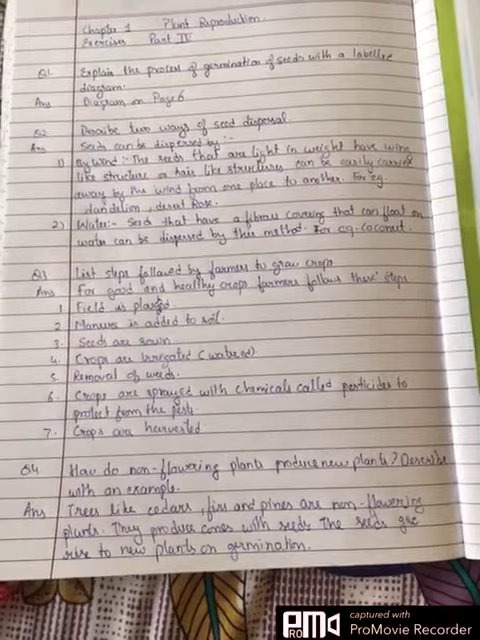 Chapter 1 Plant Reproduction.
Exercises Part IV
Q1 Explain the process of germination of seeds with a labelled
diagram.
Ans Diagram on Page 6
Q2 Describe two ways of seed dispersal.
Ans Seeds can be dispersed by :-
1) By wind :- The seeds that are light in weight have wing
like structure or hair like structures can be easily carried
away by the wind from one place to another. For eg.
dandelion, desert Rose.
2) Water:- Seeds that have a fibrous covering that can float on
water can be dispersed by this method. For eg. coconut.
Q3 List steps followed by farmers to grow crops
Ans For good and healthy crops farmers follows these steps
1 Field is
2 Manure is added to soil.
3. Seeds are sown
4. Crops are Irrigated (watered)
5. Removal of weeds.
6. Crops are sprayed with chemicals called pesticides to
protect from the pests.
7. Crops are harvested
Q4 How do non-flowering plants produce new plants? Describe
with an example.
Ans Trees like cedars, firs and pines are non-flowering
plants. They produce cones with seeds. The seeds give
rise to new plants on germination.
PRO
captured with
ProMovie Recorder